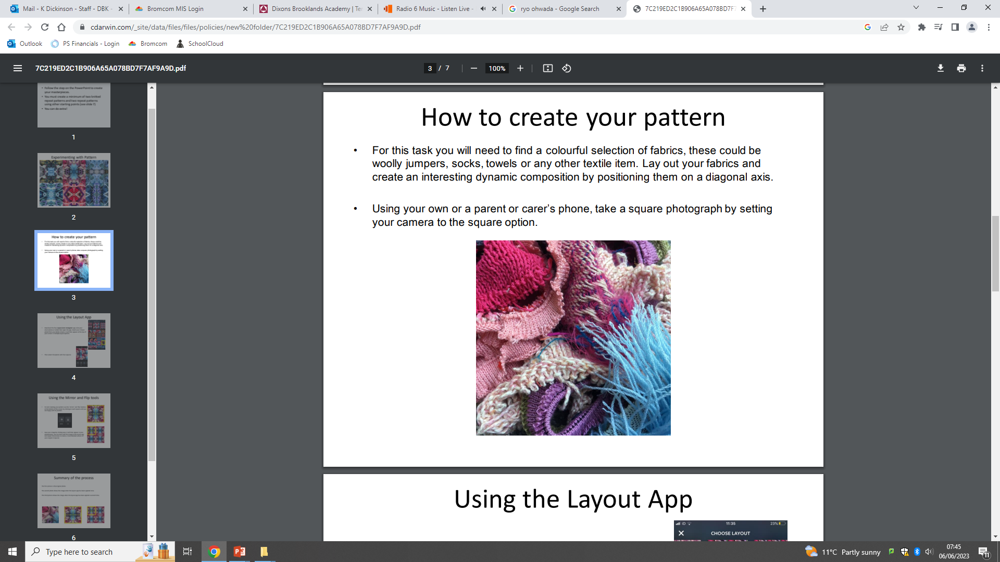 Mail - K Dickinson - Staff - DBK -
Bromcom MIS Login
Dixons Brooklands Academy | Ter
Radio 6 Music - Listen Live -
ryo ohwada - Google Search
7C219ED2C1B906A65A078BD7F7
cdarwin.com/_site/data/files/files/policies/new%20folder/7C219ED2C1B906A65A078BD7F7AF9A9D.pdf
Outlook
PS Financials - Login
Bromcom
SchoolCloud
7C219ED2C1B906A65A078BD7F7AF9A9D.pdf
3 / 7
100%
• Follow the step on the PowerPoint to create
your masterpieces.
• You must create a minimum of two knitted
repeat patterns and two repeat patterns
using other starting points (see slide 7)
• You can do extra!
1
Experimenting with Pattern
2
How to create your pattern
3
Using the Layout App
4
Using the Mirror and Flip tools
5
Summary of the process
6
How to create your pattern
• For this task you will need to find a colourful selection of fabrics, these could be
woolly jumpers, socks, towels or any other textile item. Lay out your fabrics and
create an interesting dynamic composition by positioning them on a diagonal axis.
• Using your own or a parent or carer's phone, take a square photograph by setting
your camera to the square option.
Using the Layout App
iD
11:35
23%
CHOOSE LAYOUT
Type here to search
11°C Partly sunny
07:45
06/06/2023
11